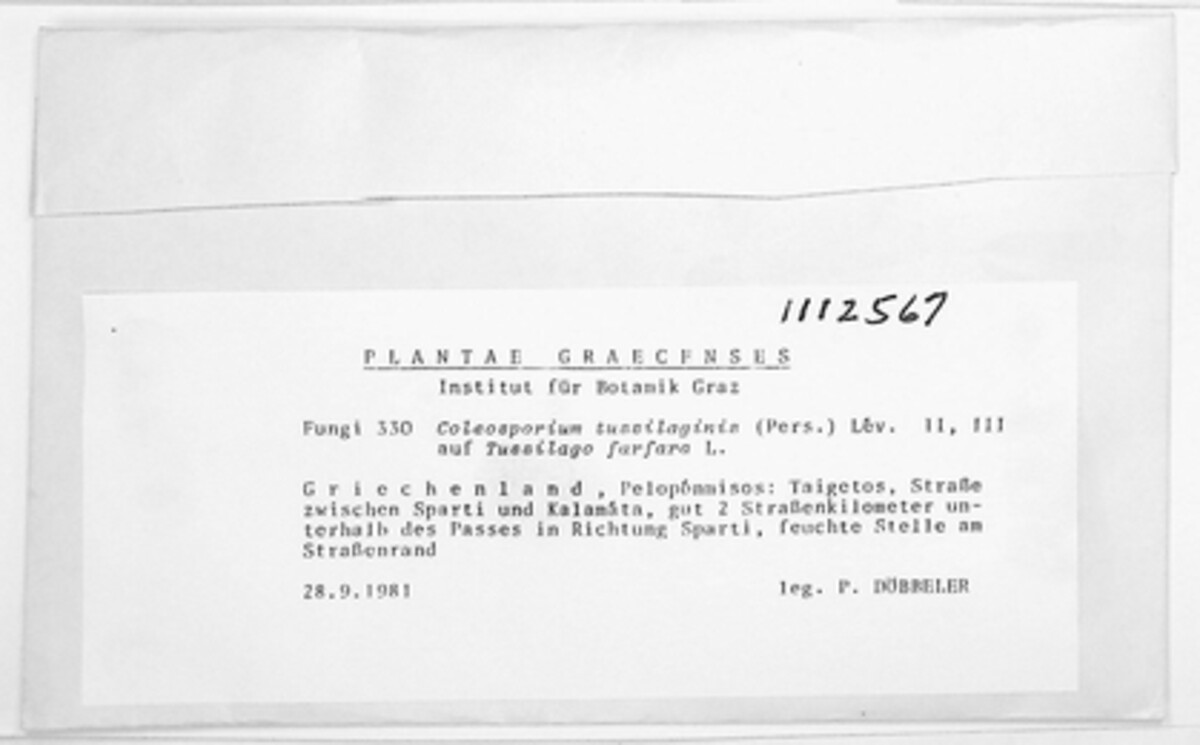 1112567
PLANTAE GRAECENSES
Institut für Botanik Graz
Fungi 330 Coleosporium tussilaginis (Pers.) Lév. II, III
auf Tussilago farfara L.
Griechenland, Pelopónnisos: Taigetos, Straße
zwischen Sparti und Kalamáta, gut 2 Straßenkilometer un-
terhalb des Passes in Richtung Sparti, feuchte Stelle am
Straßenrand
28.9.1981 leg. P. DÖBBELER